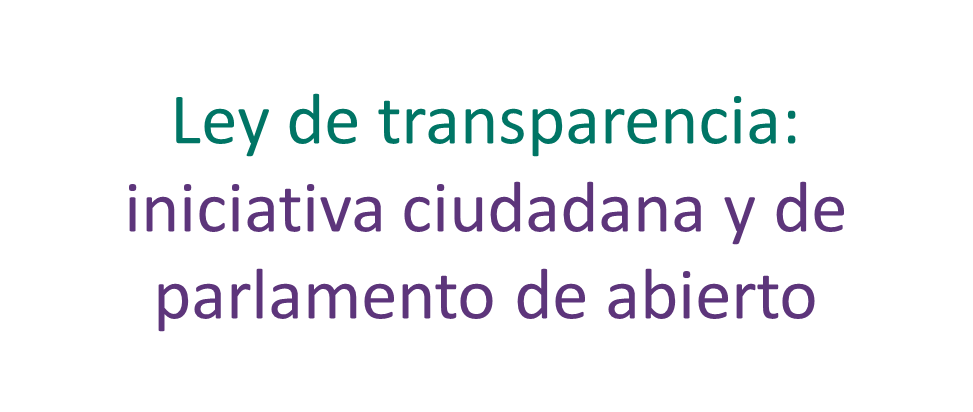 Ley de transparencia:
iniciativa ciudadana y de
parlamento de abierto